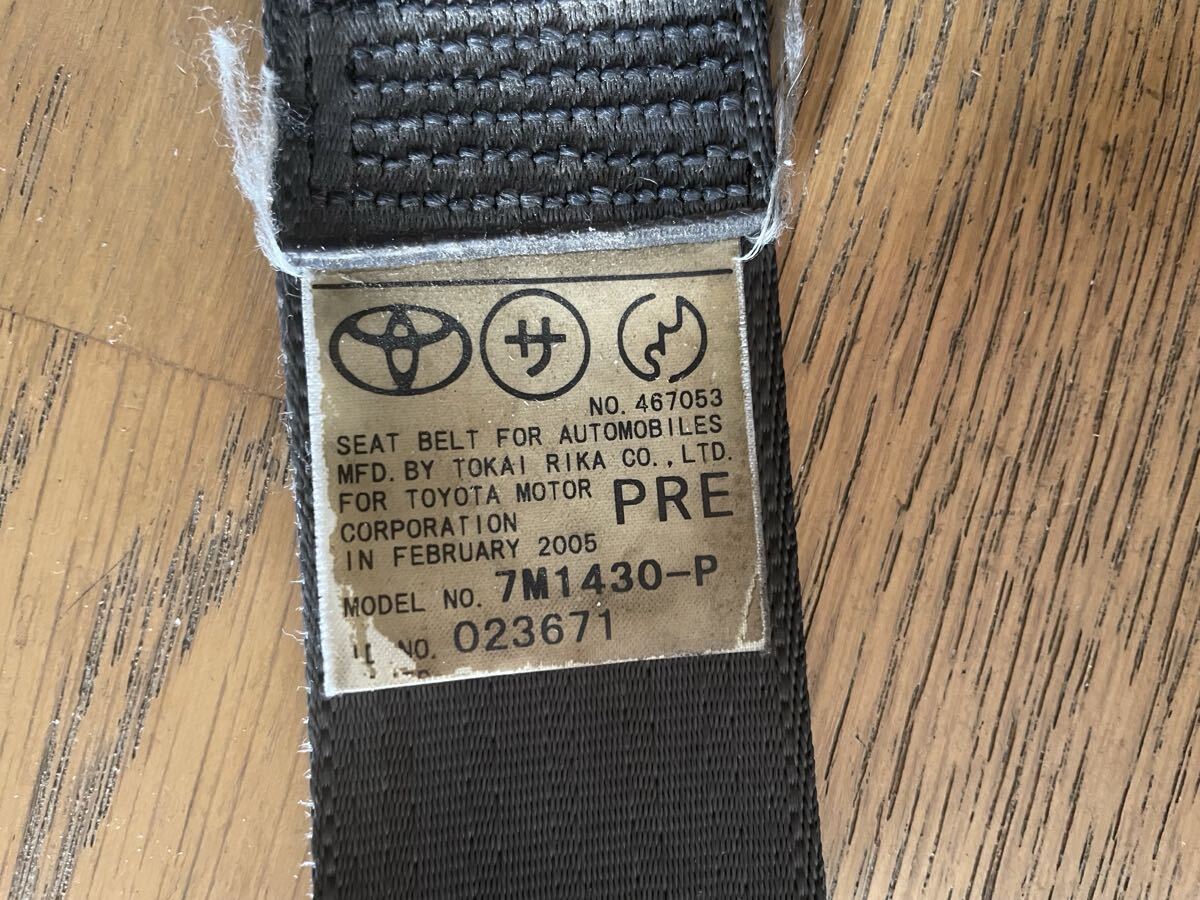 サ
NO. 467053
SEAT BELT FOR AUTOMOBILES
MFD. BY TOKAI RIKA CO., LTD.
FOR TOYOTA MOTOR PRE
CORPORATION
IN FEBRUARY 2005
MODEL NO. 7M1430-P
NO. 023671